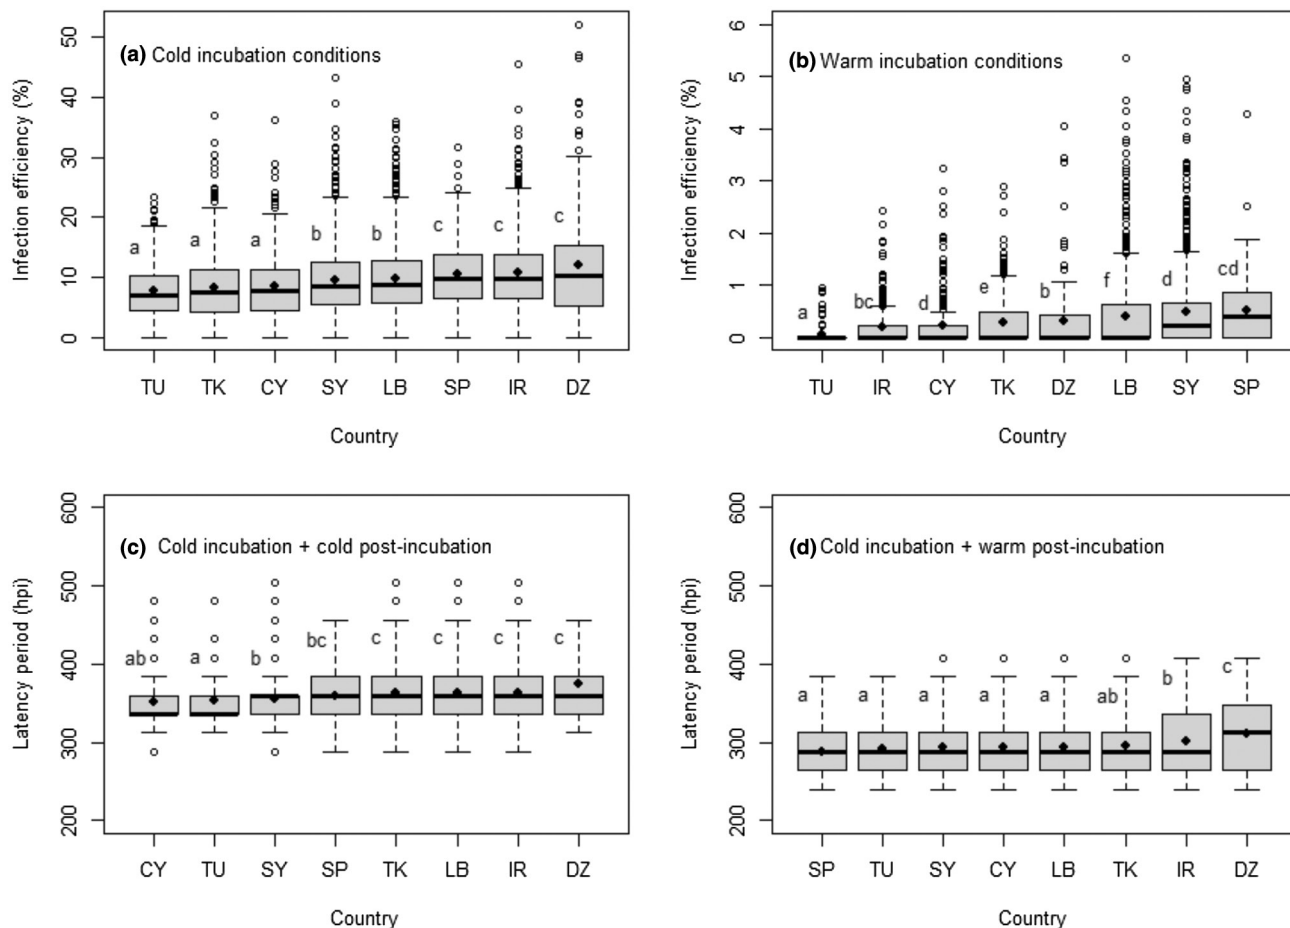 (a) Cold incubation conditions
Infection efficiency (%)
50
40
30
20
10
0
a a a b b c c c
TU TK CY SY LB SP IR DZ
Country
(b) Warm incubation conditions
Infection efficiency (%)
6
5
4
3
2
1
0
a bc d e b f d cd
TU IR CY TK DZ LB SY SP
Country
(c) Cold incubation + cold post-incubation
Latency period (hpi)
600
500
400
300
200
ab a b bc c c c c
CY TU SY SP TK LB IR DZ
Country
(d) Cold incubation + warm post-incubation
Latency period (hpi)
600
500
400
300
200
a a a a a ab b c
SP TU SY CY LB TK IR DZ
Country